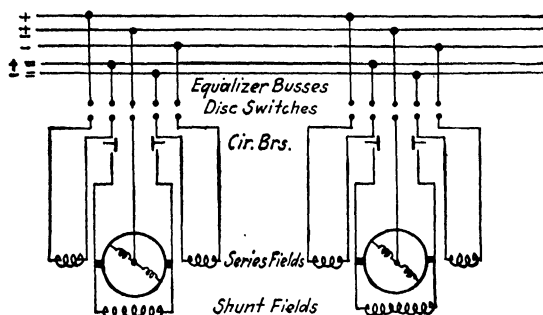 Equalizer Busses
Disc Switches
Cir. Brs.
Series Fields
Shunt Fields